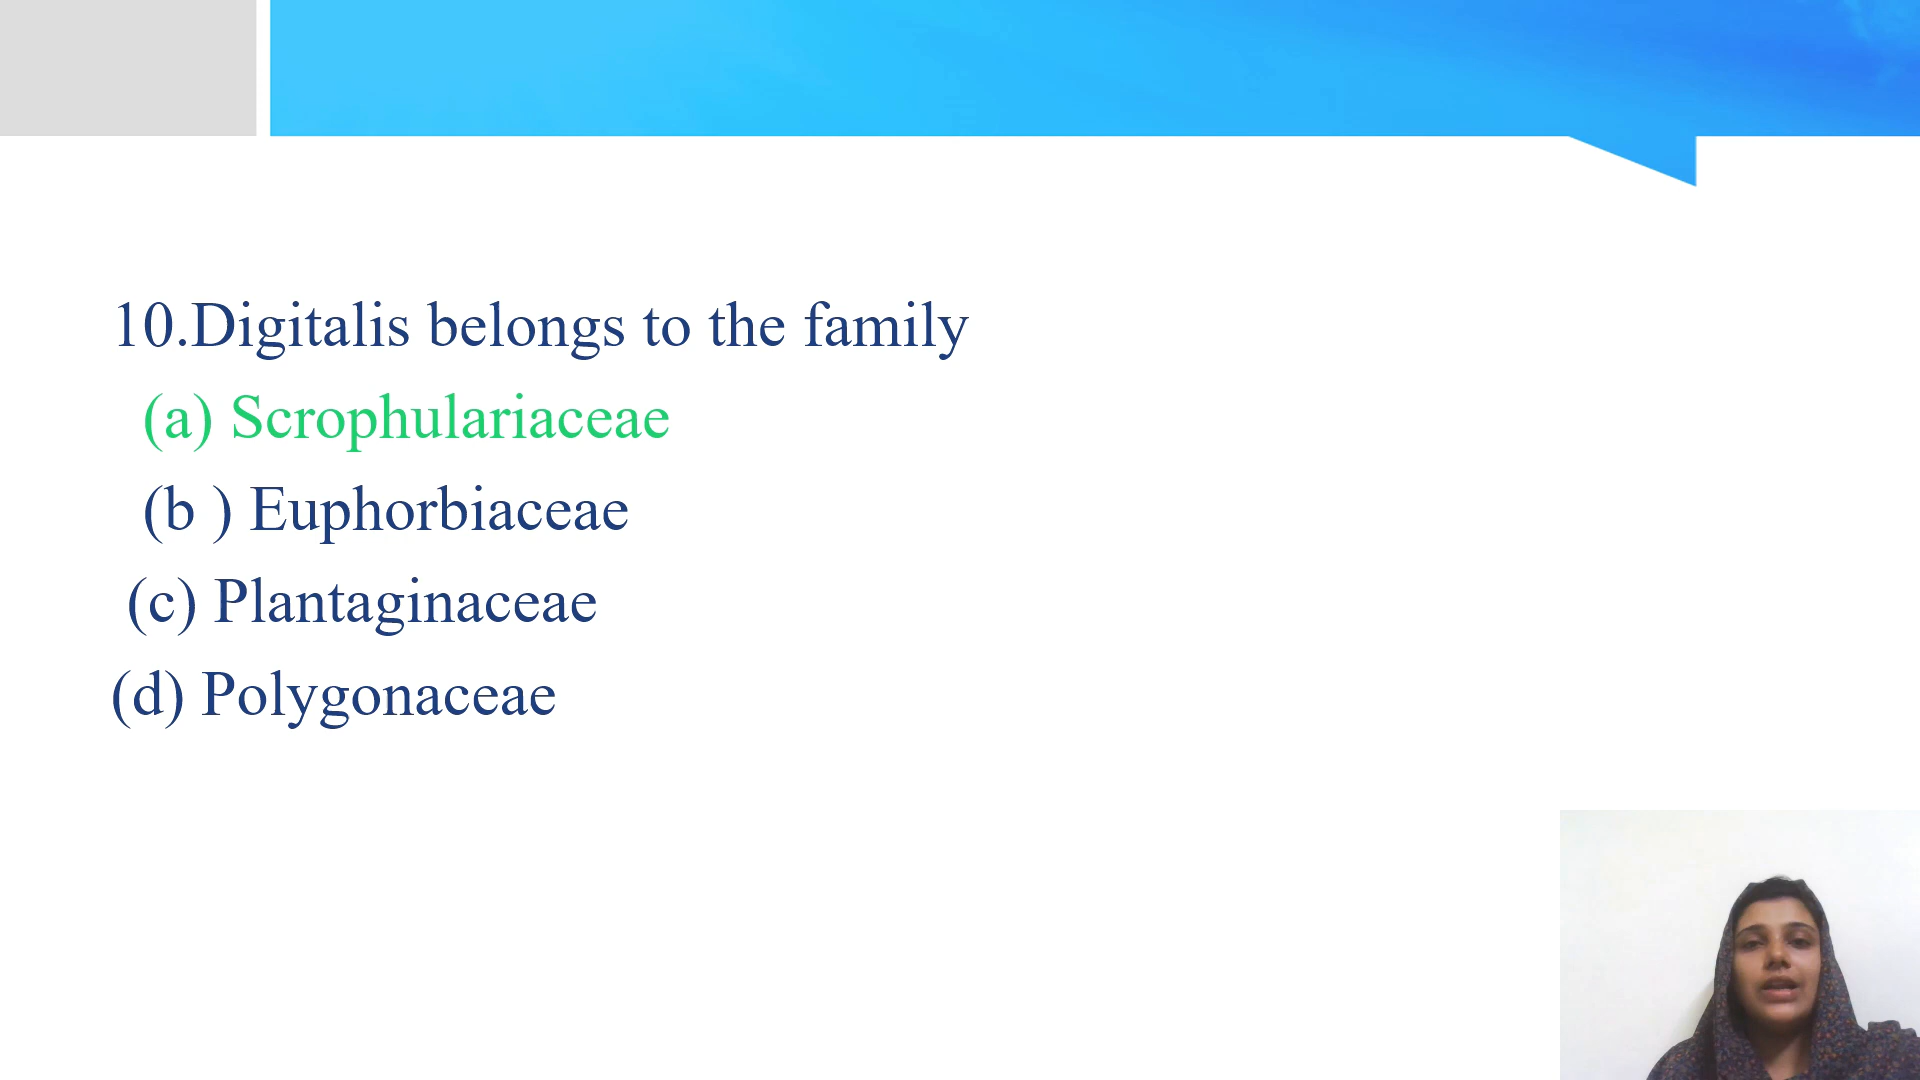 10.Digitalis belongs to the family
(a) Scrophulariaceae
(b ) Euphorbiaceae
(c) Plantaginaceae
(d) Polygonaceae